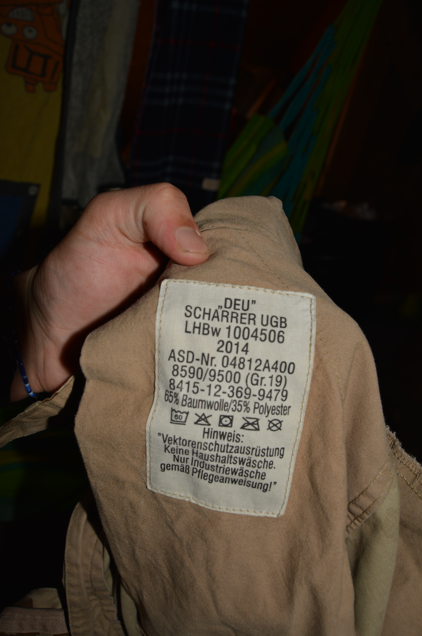 "DEU"
SCHÄRRER UGB
LHBw 1004506
2014
ASD-Nr. 04812A400
8590/9500 (Gr.19)
8415-12-369-9479
65% Baumwolle/35% Polyester
60
Hinweis:
"Vektorenschutzausrüstung
Keine Haushaltswäsche.
Nur Industriewäsche
gemäß Pflegeanweisung!"